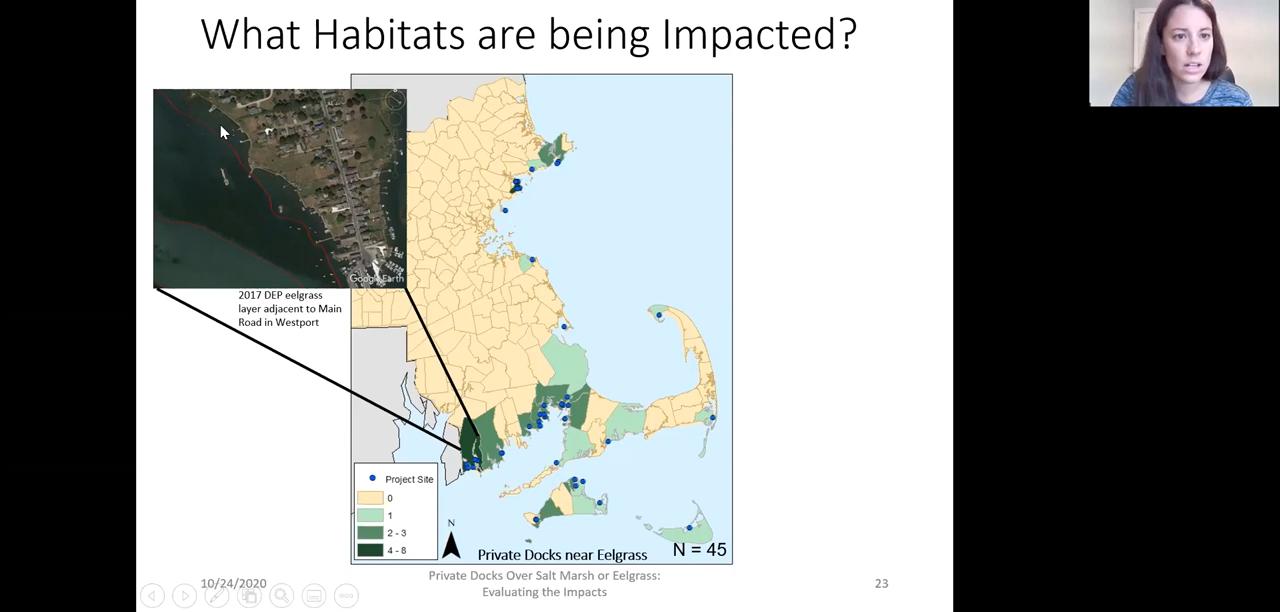 What Habitats are being Impacted?
Google Earth
2017 DEP eelgrass
layer adjacent to Main
Road in Westport
Project Site
0
1
2 - 3
4 - 8
N
Private Docks near Eelgrass
N = 45
10/24/2020
Private Docks Over Salt Marsh or Eelgrass:
Evaluating the Impacts
23